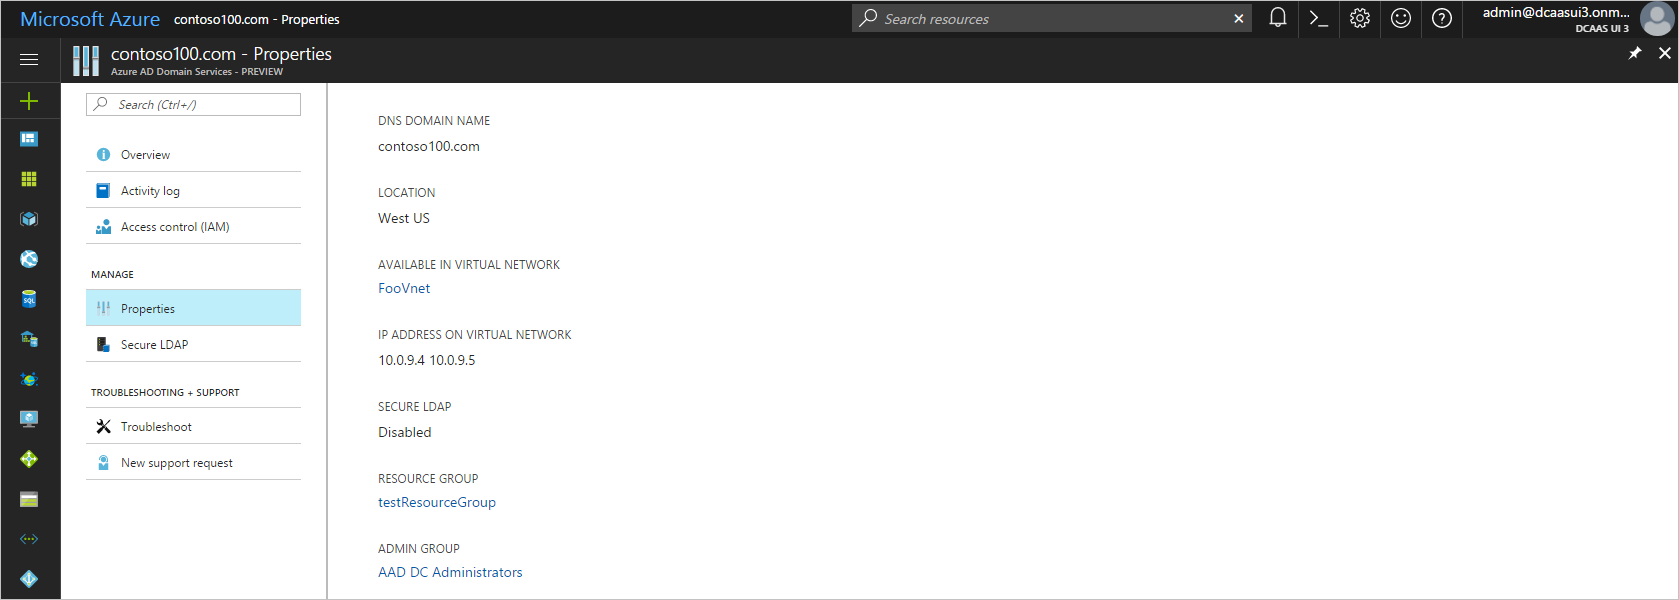 Microsoft Azure contoso100.com - Properties
Search resources
admin@dcaasui3.onm...
DCAAS UI 3
contoso100.com - Properties
Azure AD Domain Services - PREVIEW
Search (Ctrl+/)
Overview
Activity log
Access control (IAM)
MANAGE
Properties
Secure LDAP
TROUBLESHOOTING + SUPPORT
Troubleshoot
New support request
DNS DOMAIN NAME
contoso100.com
LOCATION
West US
AVAILABLE IN VIRTUAL NETWORK
FooVnet
IP ADDRESS ON VIRTUAL NETWORK
10.0.9.4 10.0.9.5
SECURE LDAP
Disabled
RESOURCE GROUP
testResourceGroup
ADMIN GROUP
AAD DC Administrators